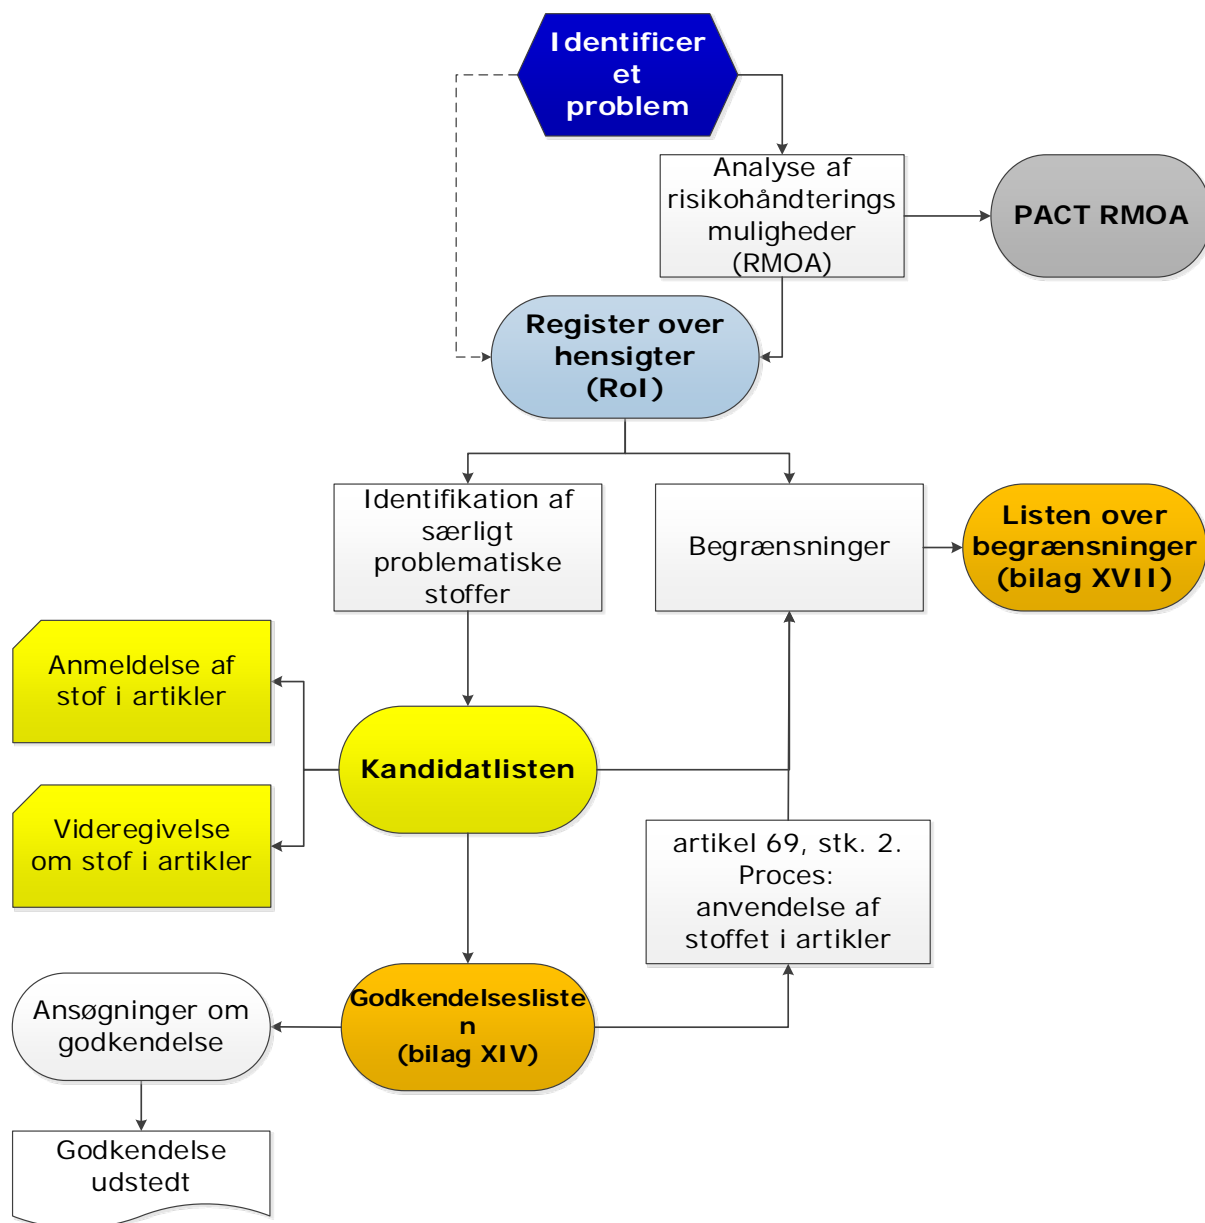 Identificer
et
problem
Analyse af
risikohåndterings
muligheder
(RMOA)
PACT RMOA
Register over
hensigter
(RoI)
Identifikation af
særligt
problematiske
stoffer
Begrænsninger
Listen over
begrænsninger
(bilag XVII)
Anmeldelse af
stof i artikler
Kandidatlisten
Videregivelse
om stof i artikler
artikel 69, stk. 2.
Proces:
anvendelse af
stoffet i artikler
Ansøgninger om
godkendelse
Godkendelsesliste
n
(bilag XIV)
Godkendelse
udstedt